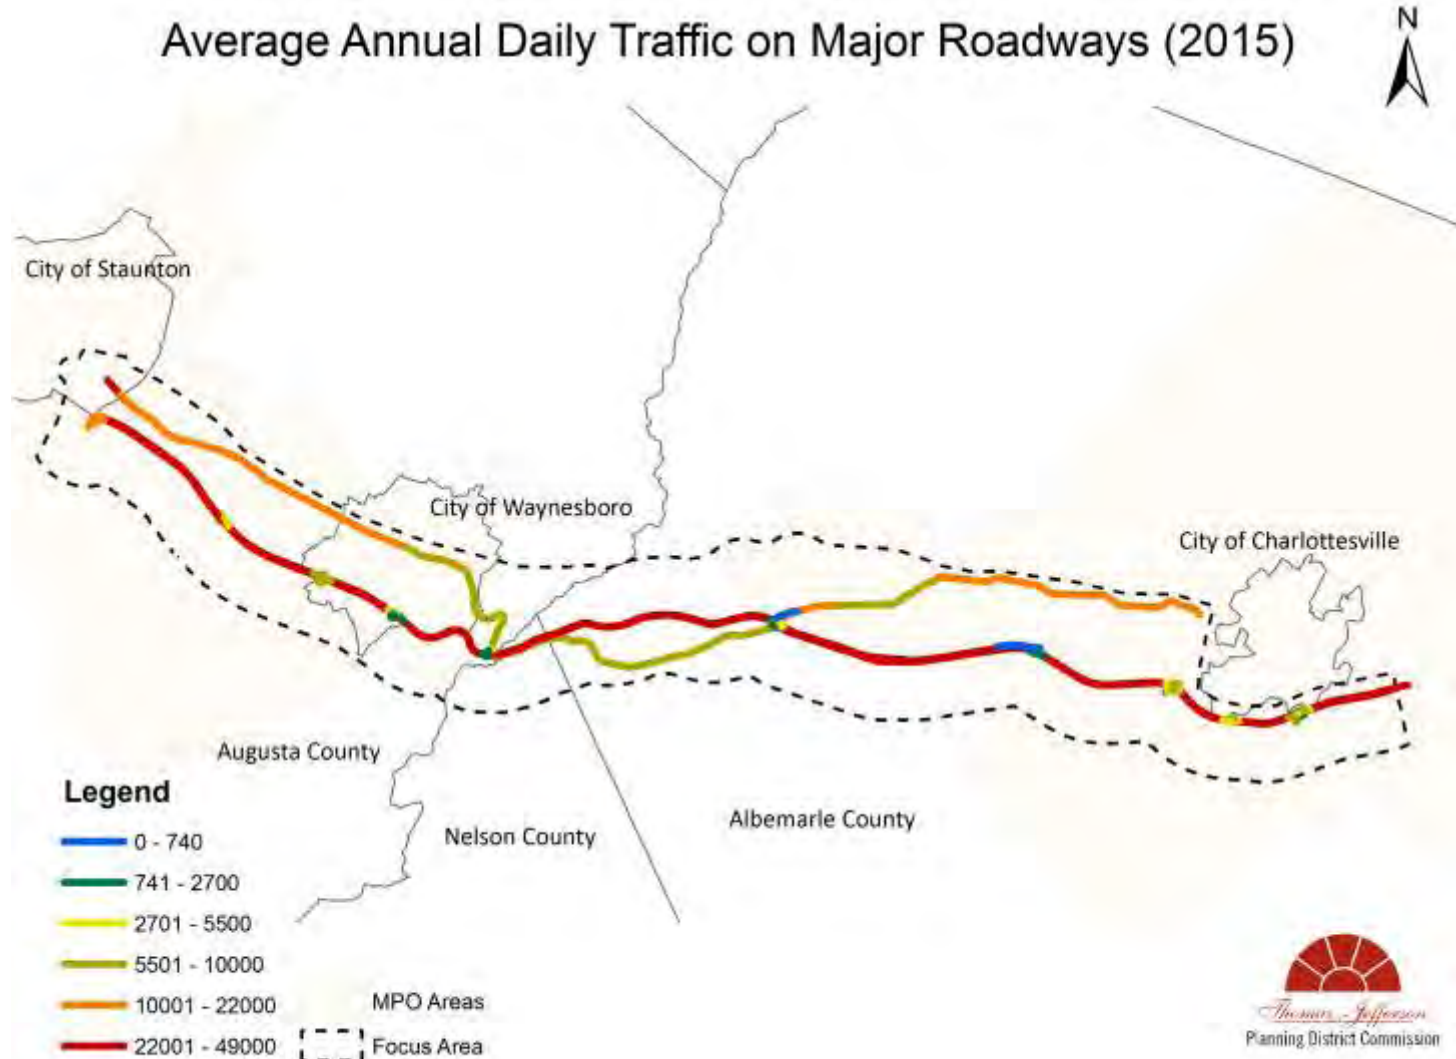 Average Annual Daily Traffic on Major Roadways (2015)
N
City of Staunton
City of Waynesboro
City of Charlottesville
Augusta County
Nelson County
Albemarle County
Legend
0 - 740
741 - 2700
2701 - 5500
5501 - 10000
10001 - 22000
22001 - 49000
MPO Areas
Focus Area
Thomas Jefferson
Planning District Commission